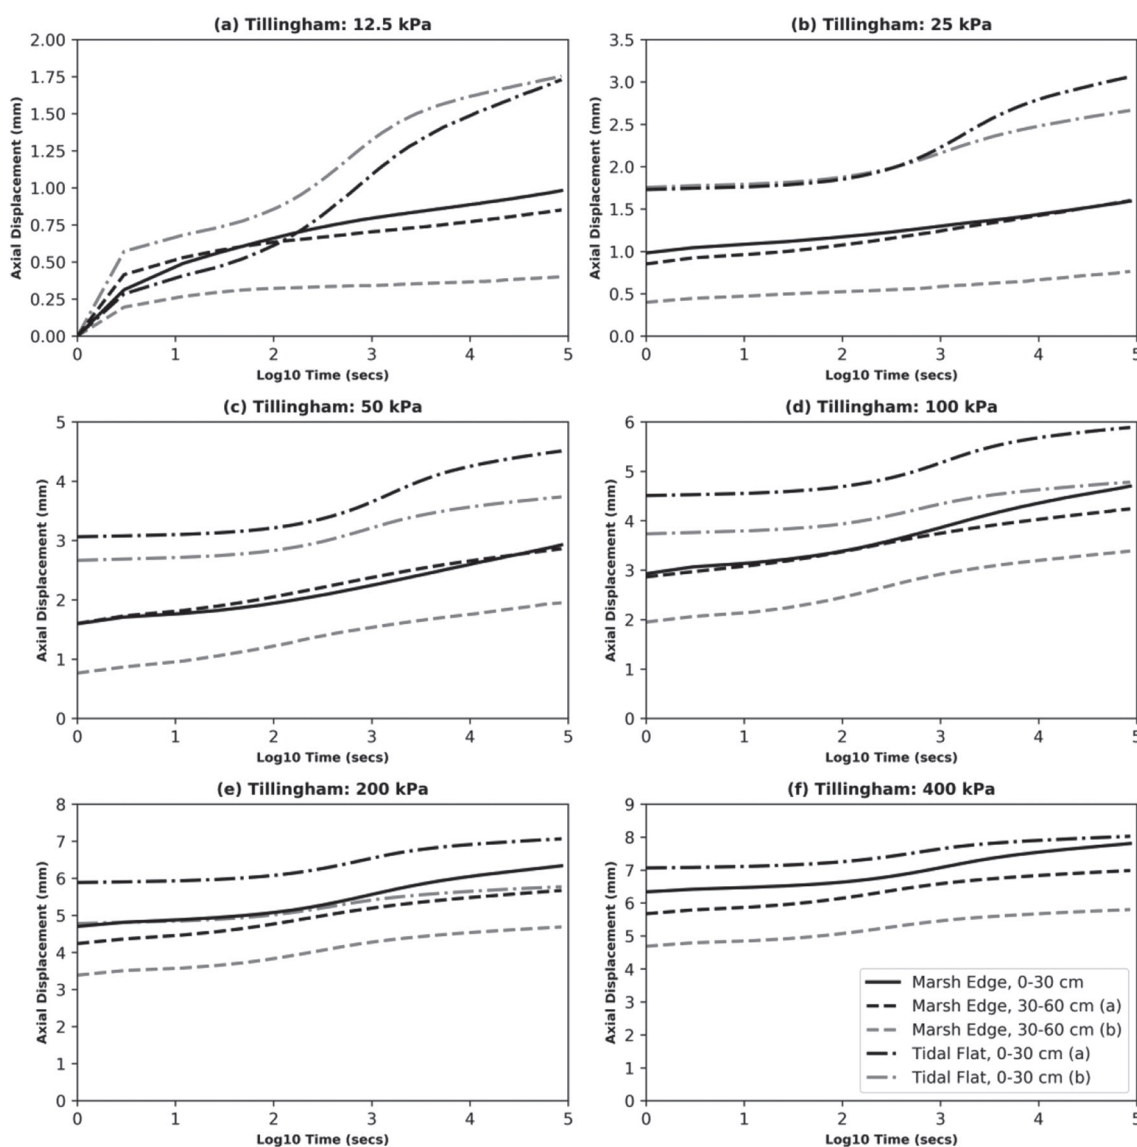 (a) Tillingham: 12.5 kPa
2.00
1.75
1.50
1.25
1.00
0.75
0.50
0.25
0.00
Axial Displacement (mm)
0 1 2 3 4 5
Log10 Time (secs)
(b) Tillingham: 25 kPa
3.5
3.0
2.5
2.0
1.5
1.0
0.5
0.0
Axial Displacement (mm)
0 1 2 3 4 5
Log10 Time (secs)
(c) Tillingham: 50 kPa
5
4
3
2
1
0
Axial Displacement (mm)
0 1 2 3 4 5
Log10 Time (secs)
(d) Tillingham: 100 kPa
6
5
4
3
2
1
0
Axial Displacement (mm)
0 1 2 3 4 5
Log10 Time (secs)
(e) Tillingham: 200 kPa
8
7
6
5
4
3
2
1
0
Axial Displacement (mm)
0 1 2 3 4 5
Log10 Time (secs)
(f) Tillingham: 400 kPa
9
8
7
6
5
4
3
2
1
0
Axial Displacement (mm)
Marsh Edge, 0-30 cm
Marsh Edge, 30-60 cm (a)
Marsh Edge, 30-60 cm (b)
Tidal Flat, 0-30 cm (a)
Tidal Flat, 0-30 cm (b)
0 1 2 3 4 5
Log10 Time (secs)